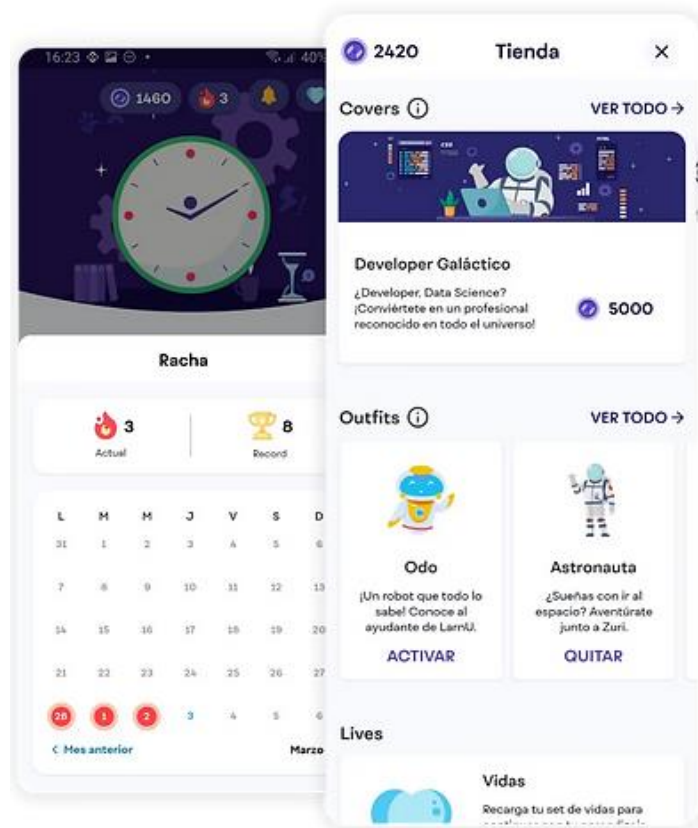 16:23 40%
1460 3
Racha
3 8
Actual Record
L M M J V S D
31 1 2 3 4 5 6
7 8 9 10 11 12 13
14 15 16 17 18 19 20
21 22 23 24 25 26 27
28 1 2 3 4 5 6
< Mes anterior Marzo
2420 Tienda ×
Covers VER TODO →
Developer Galáctico
¿Developer, Data Science?
¡Conviértete en un profesional
reconocido en todo el universo!
5000
Outfits VER TODO →
Odo
¡Un robot que todo lo
sabe! Conoce al
ayudante de LarnU.
ACTIVAR
Astronauta
¿Sueñas con ir al
espacio? Aventúrate
junto a Zuri.
QUITAR
Lives
Vidas
Recarga tu set de vidas para